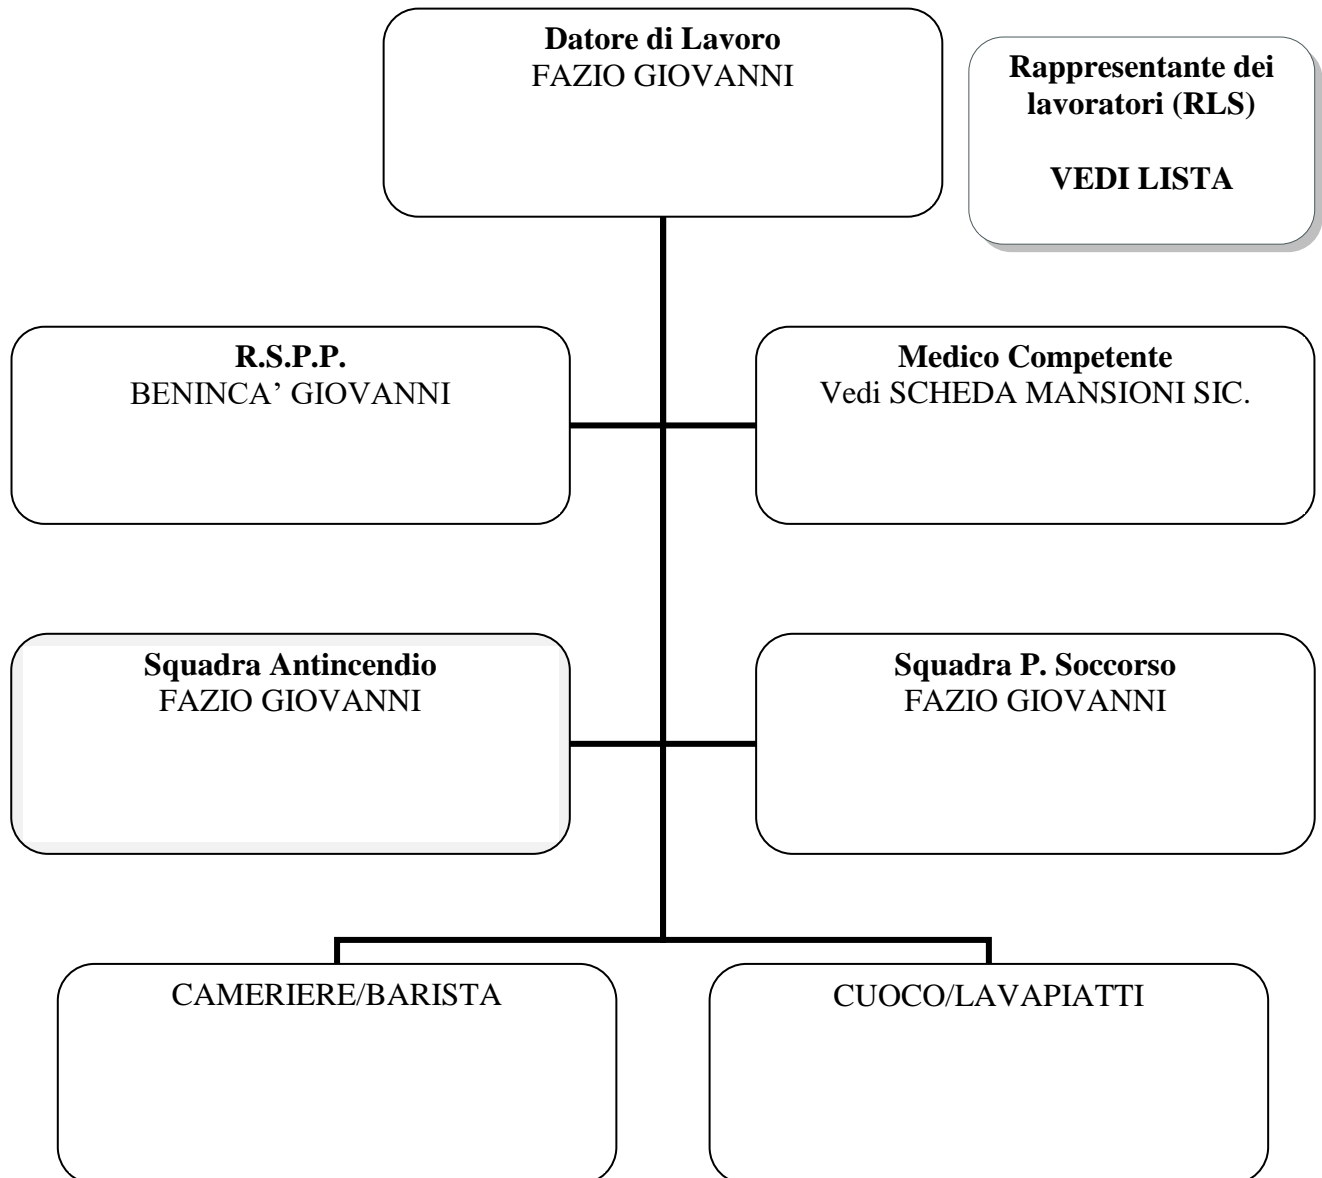 Datore di Lavoro
FAZIO GIOVANNI
Rappresentante dei
lavoratori (RLS)
VEDI LISTA
R.S.P.P.
BENINCA’ GIOVANNI
Medico Competente
Vedi SCHEDA MANSIONI SIC.
Squadra Antincendio
FAZIO GIOVANNI
Squadra P. Soccorso
FAZIO GIOVANNI
CAMERIERE/BARISTA
CUOCO/LAVAPIATTI